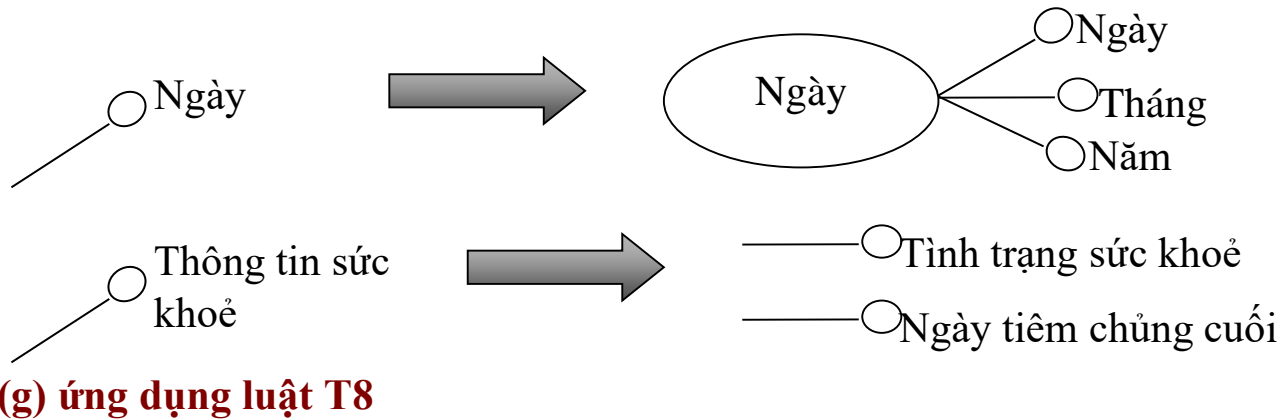 Ngày
Ngày
Ngày
Tháng
Năm
Thông tin sức
khoẻ
Tình trạng sức khoẻ
Ngày tiêm chủng cuối
(g) ứng dụng luật T8